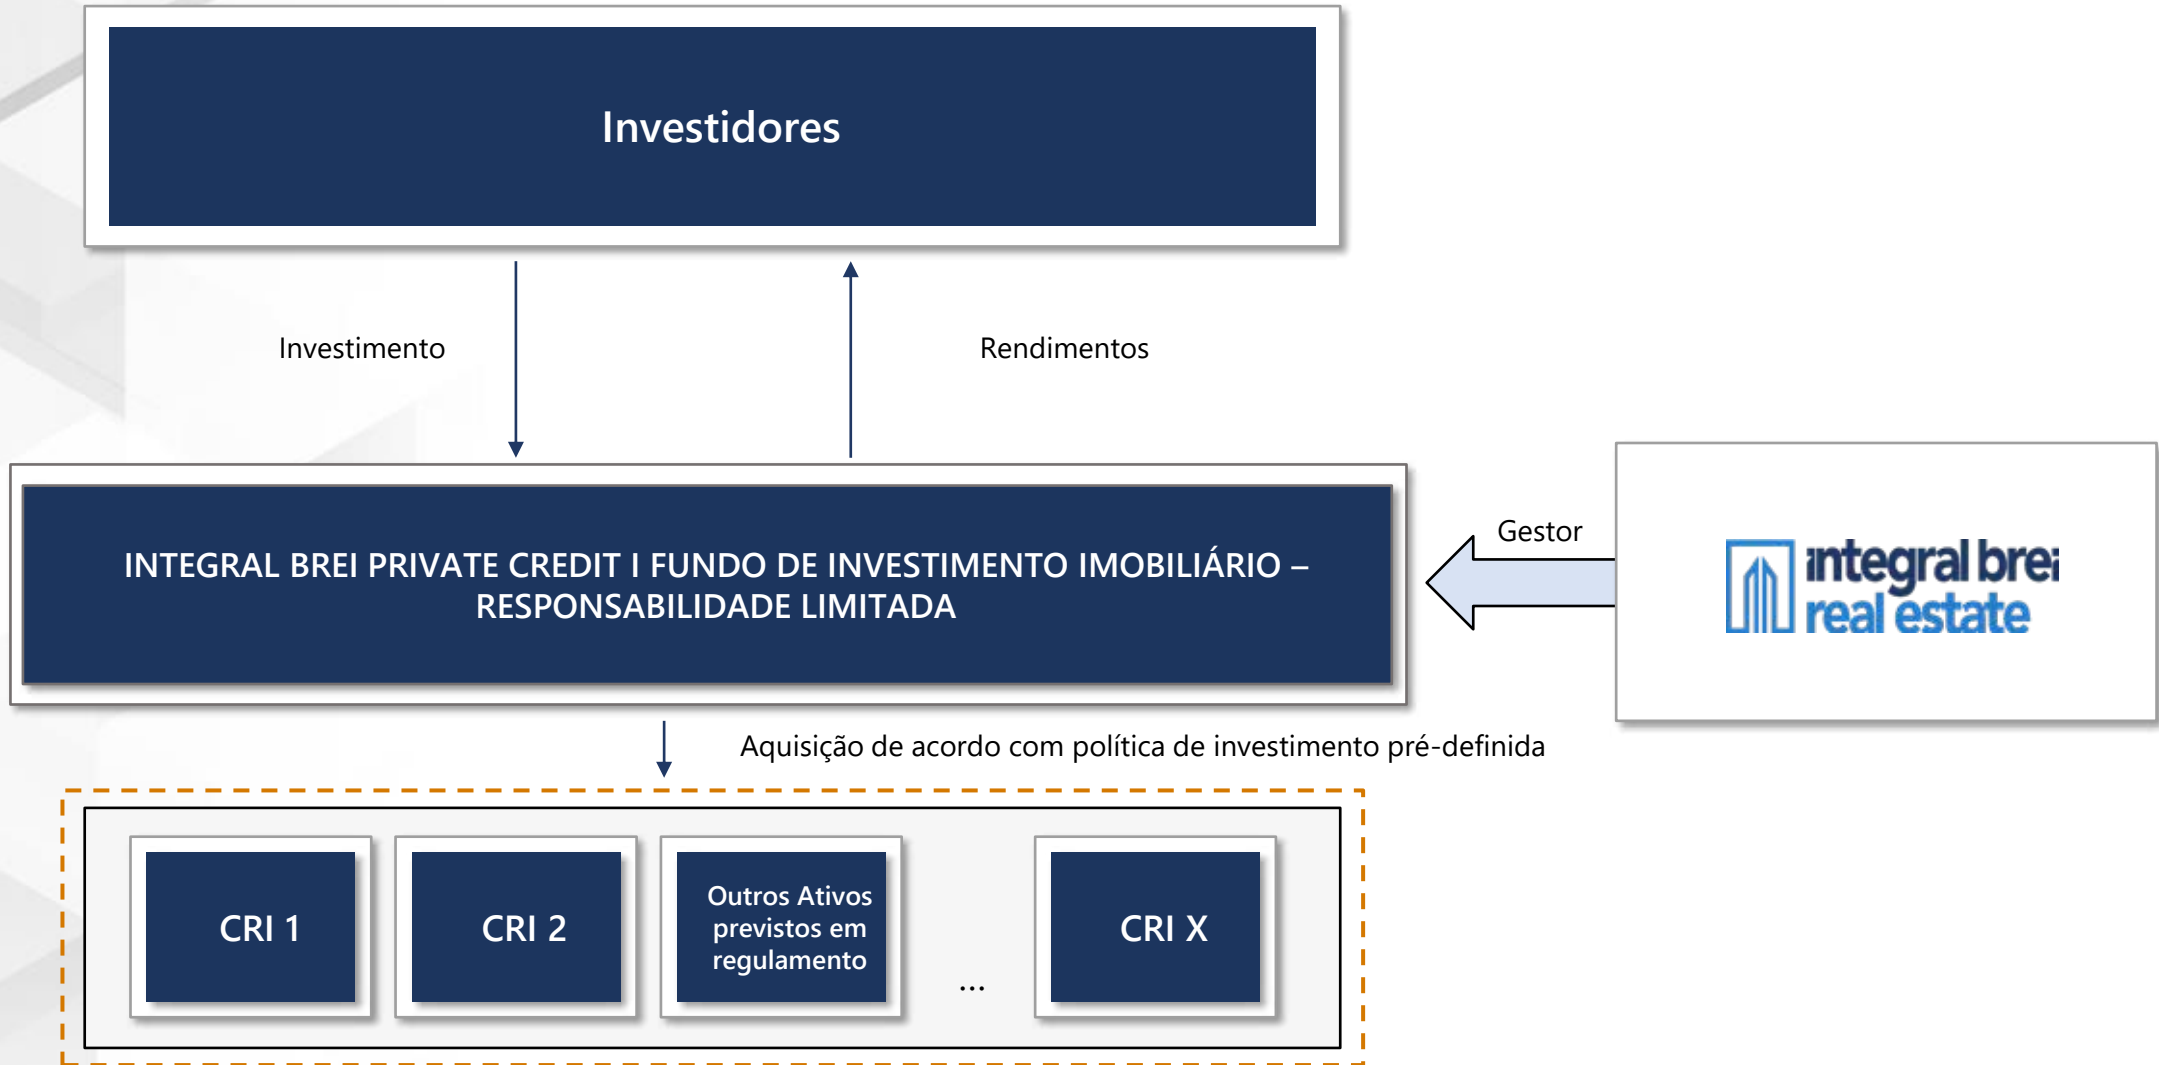 Investidores
Investimento
Rendimentos
INTEGRAL BREI PRIVATE CREDIT I FUNDO DE INVESTIMENTO IMOBILIÁRIO –
RESPONSABILIDADE LIMITADA
Gestor
integral brei
real estate
Aquisição de acordo com política de investimento pré-definida
CRI 1
CRI 2
Outros Ativos
previstos em
regulamento
...
CRI X